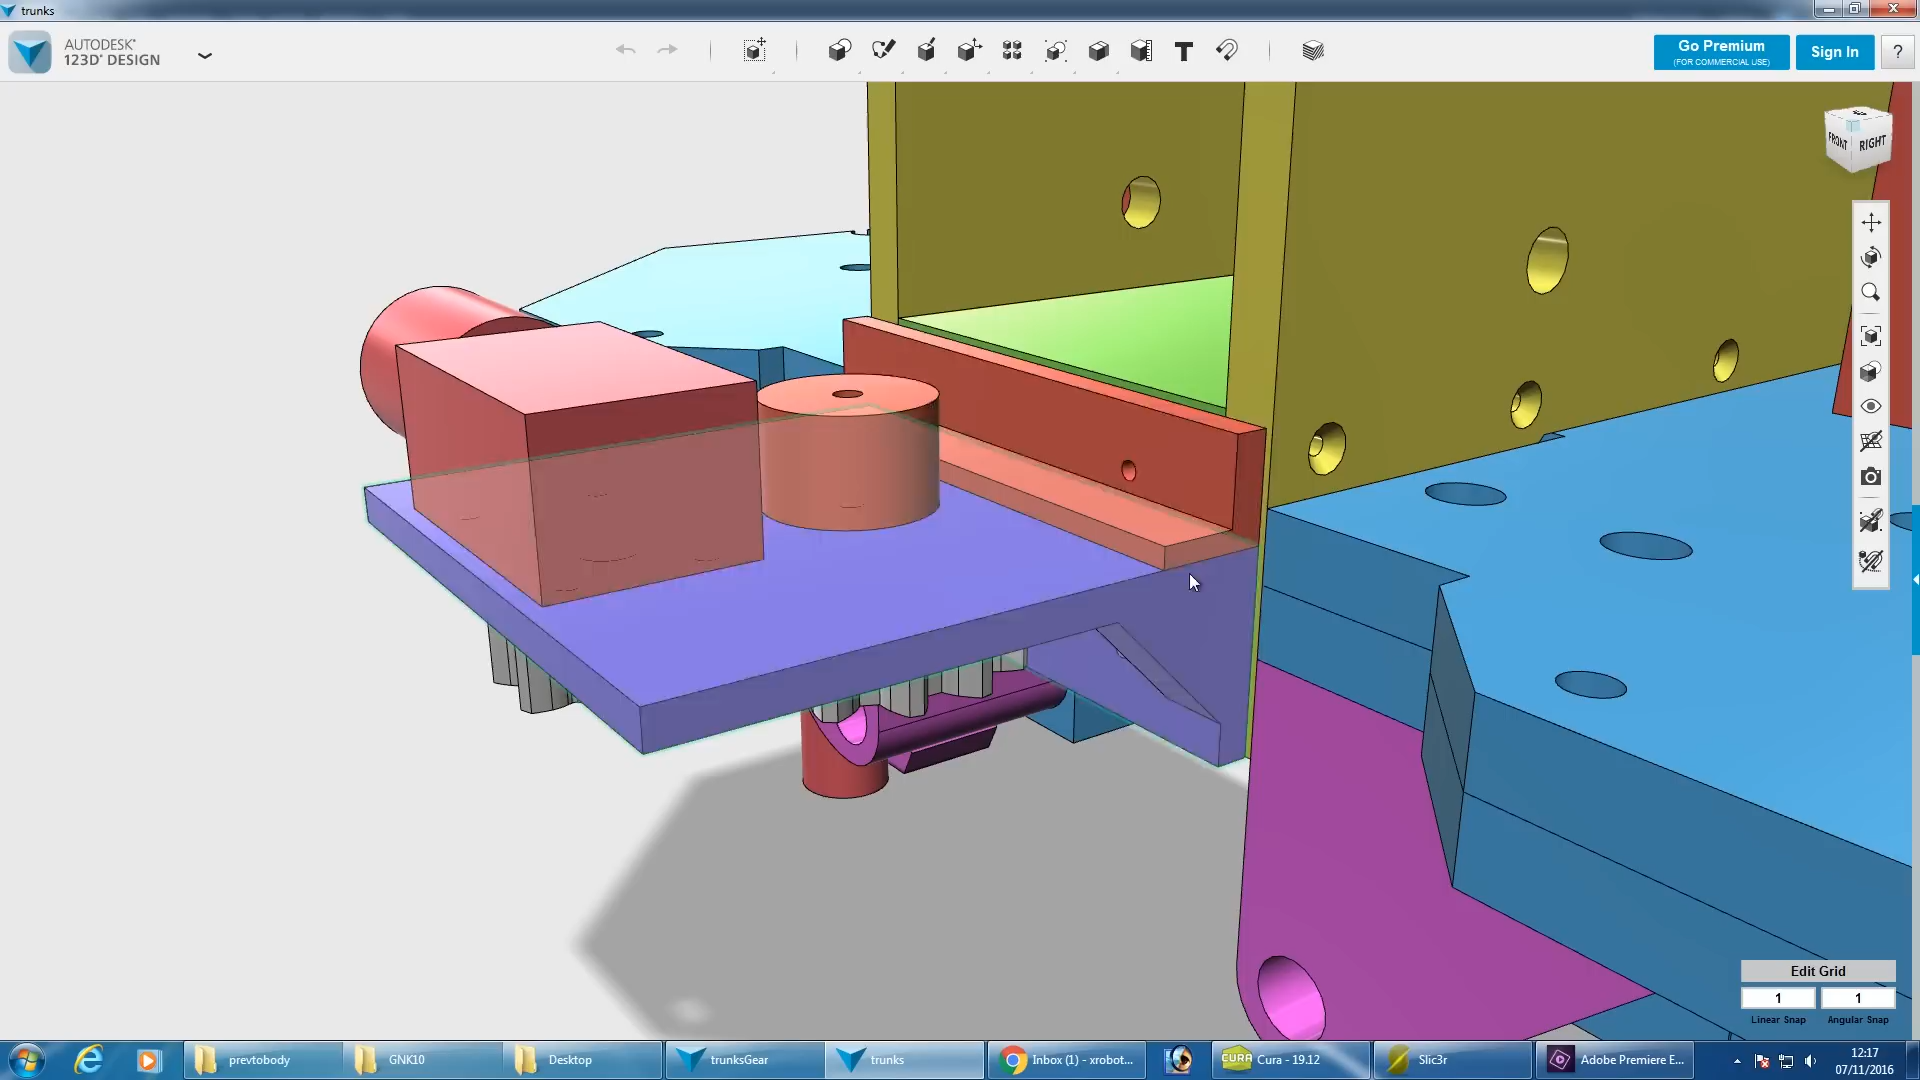 trunks
AUTODESK®
123D® DESIGN
T
Go Premium
(FOR COMMERCIAL USE)
Sign In
?
FRONT
RIGHT
Edit Grid
1
1
Linear Snap
Angular Snap
prevtobody
GNK10
Desktop
trunksGear
trunks
Inbox (1) - xrobot...
CURA
Cura - 19.12
Slic3r
Adobe Premiere E...
12:17
07/11/2016